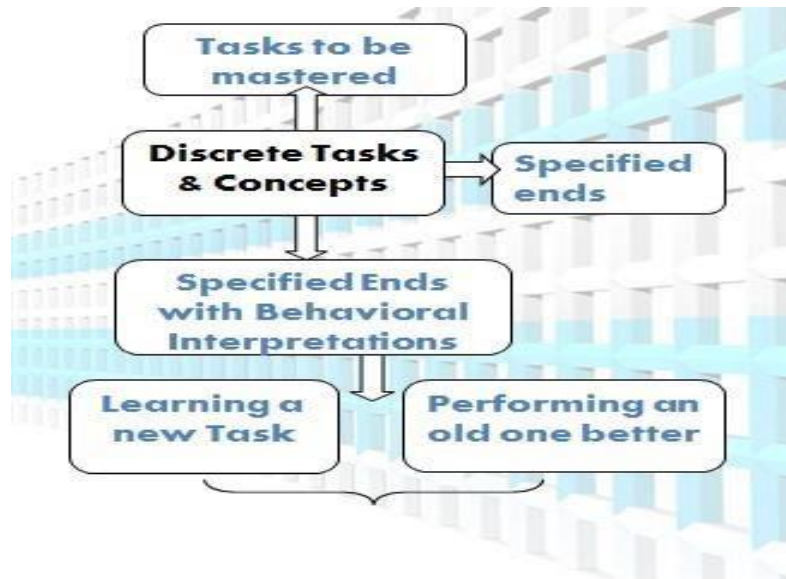 Tasks to be
mastered
Discrete Tasks
& Concepts
Specified
ends
Specified Ends
with Behavioral
Interpretations
Learning a
new Task
Performing an
old one better